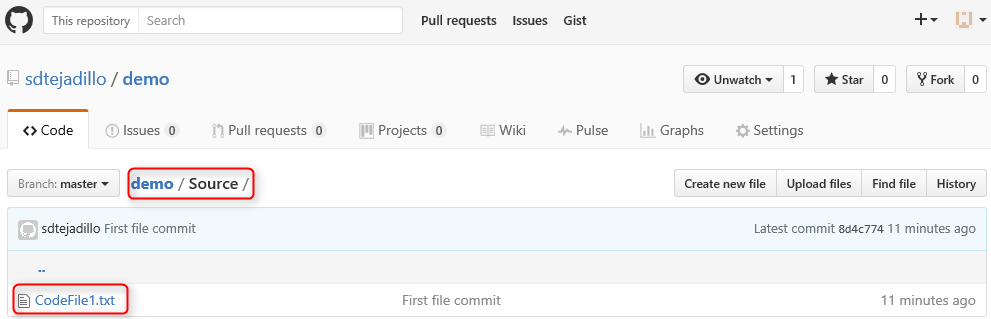 This repository Search Pull requests Issues Gist
sdtejadillo / demo Unwatch 1 Star 0 Fork 0
Code Issues 0 Pull requests 0 Projects 0 Wiki Pulse Graphs Settings
Branch: master demo / Source / Create new file Upload files Find file History
sdtejadillo First file commit Latest commit 8d4c774 11 minutes ago
..
CodeFile1.txt First file commit 11 minutes ago